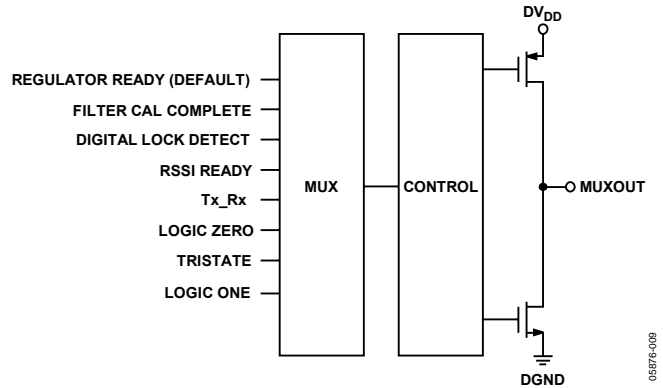 DVDD
REGULATOR READY (DEFAULT)
FILTER CAL COMPLETE
DIGITAL LOCK DETECT
RSSI READY
Tx_Rx
LOGIC ZERO
TRISTATE
LOGIC ONE
MUX
CONTROL
MUXOUT
DGND
05876-009